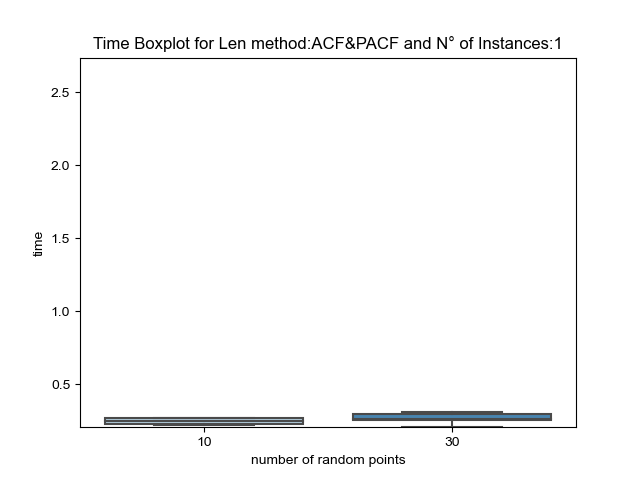 Time Boxplot for Len method:ACF&PACF and N° of Instances:1
2.5
2.0
1.5
1.0
0.5
time
10 30
number of random points